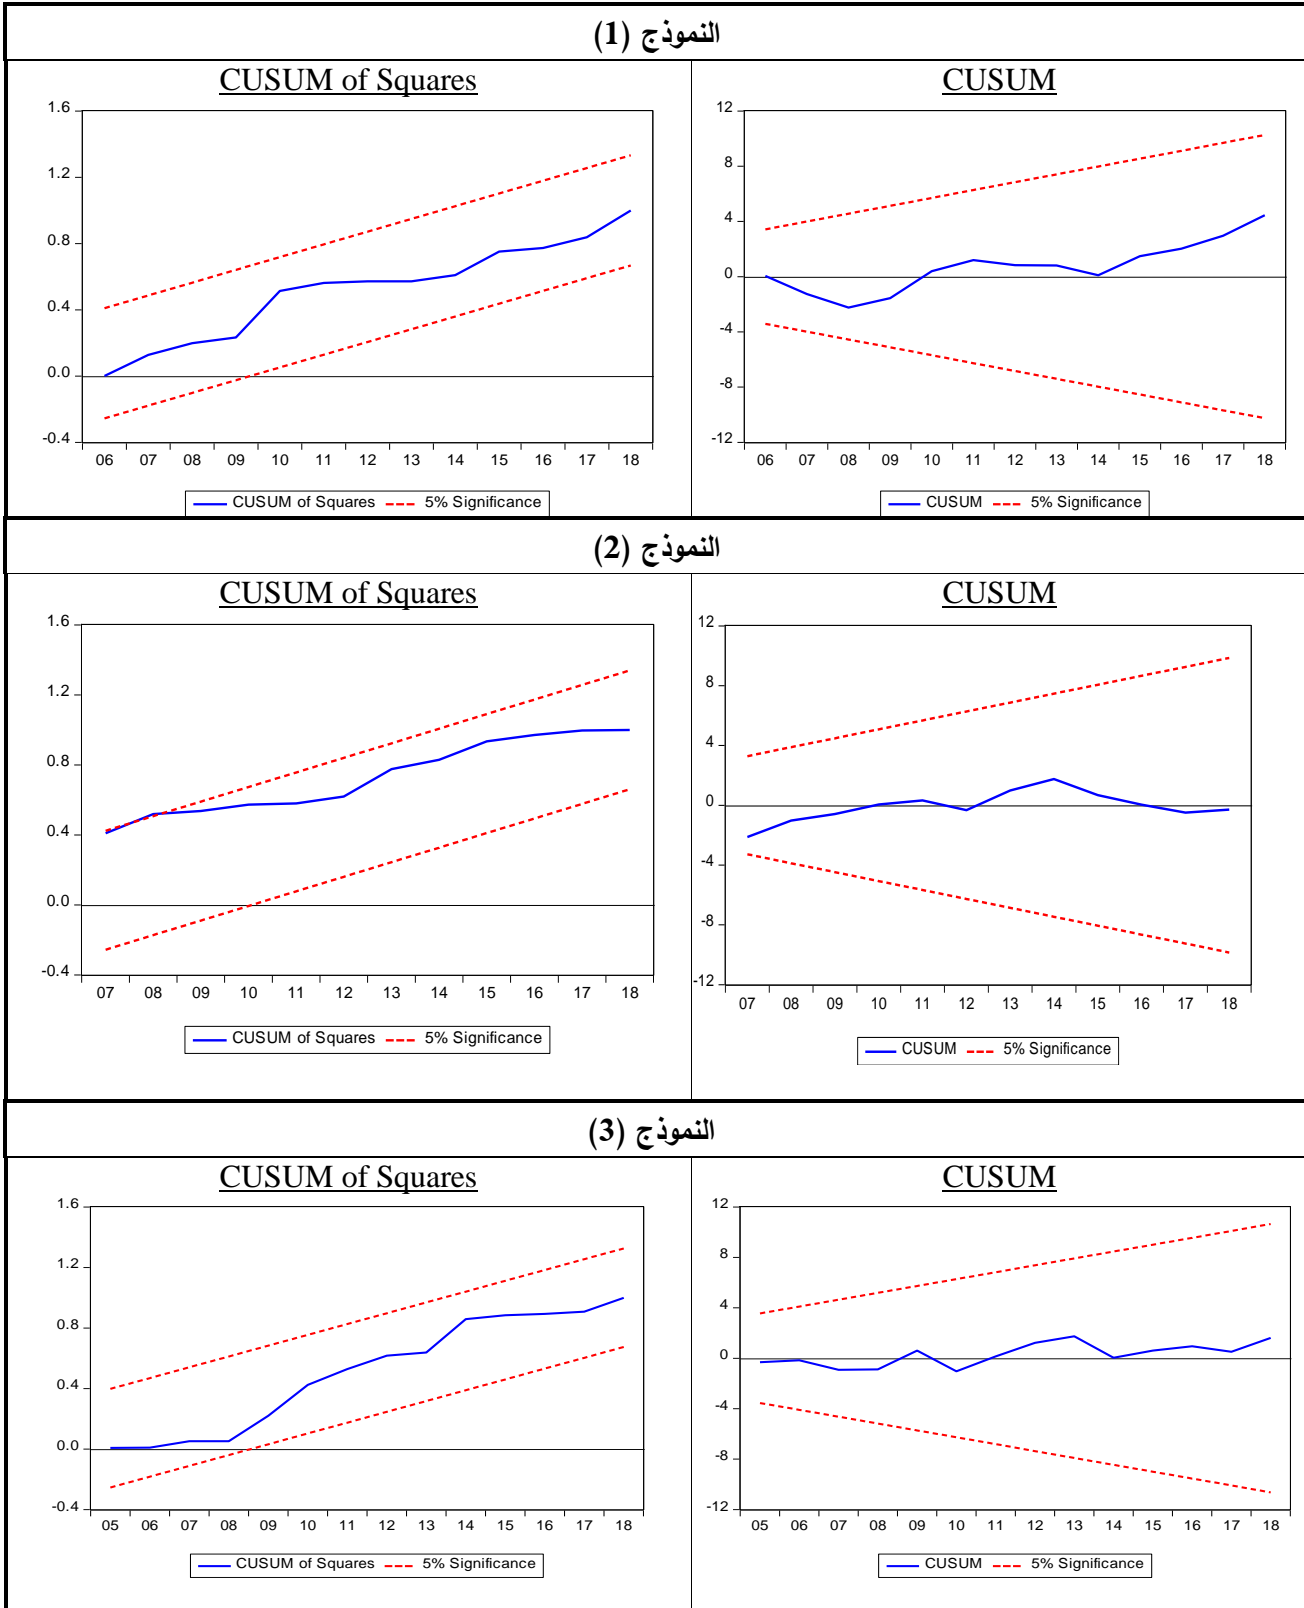 النموذج (1)
CUSUM of Squares
1.6
1.2
0.8
0.4
0.0
-0.4
06 07 08 09 10 11 12 13 14 15 16 17 18
CUSUM of Squares 5% Significance
CUSUM
12
8
4
0
-4
-8
-12
06 07 08 09 10 11 12 13 14 15 16 17 18
CUSUM 5% Significance
النموذج (2)
CUSUM of Squares
1.6
1.2
0.8
0.4
0.0
-0.4
07 08 09 10 11 12 13 14 15 16 17 18
CUSUM of Squares 5% Significance
CUSUM
12
8
4
0
-4
-8
-12
07 08 09 10 11 12 13 14 15 16 17 18
CUSUM 5% Significance
النموذج (3)
CUSUM of Squares
1.6
1.2
0.8
0.4
0.0
-0.4
05 06 07 08 09 10 11 12 13 14 15 16 17 18
CUSUM of Squares 5% Significance
CUSUM
12
8
4
0
-4
-8
-12
05 06 07 08 09 10 11 12 13 14 15 16 17 18
CUSUM 5% Significance